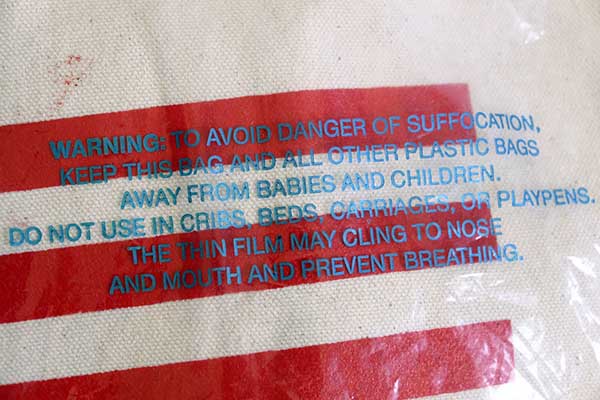 WARNING: TO AVOID DANGER OF SUFFOCATION,
KEEP THIS BAG AND ALL OTHER PLASTIC BAGS
AWAY FROM BABIES AND CHILDREN.
DO NOT USE IN CRIBS, BEDS, CARRIAGES, OR PLAYPENS.
THE THIN FILM MAY CLING TO NOSE
AND MOUTH AND PREVENT BREATHING.